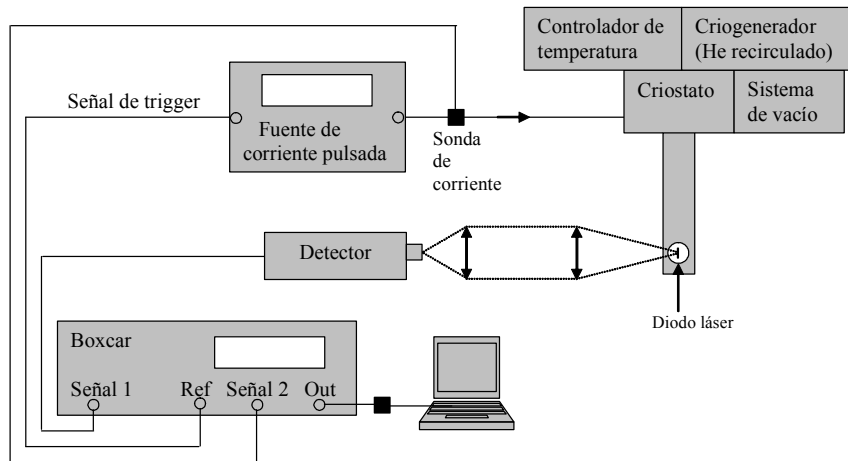 Controlador de
temperatura
Criogenerador
(He recirculado)
Criostato
Sistema
de vacío
Señal de trigger
Fuente de
corriente pulsada
Sonda
de
corriente
Detector
Diodo láser
Boxcar
Señal 1
Ref
Señal 2
Out